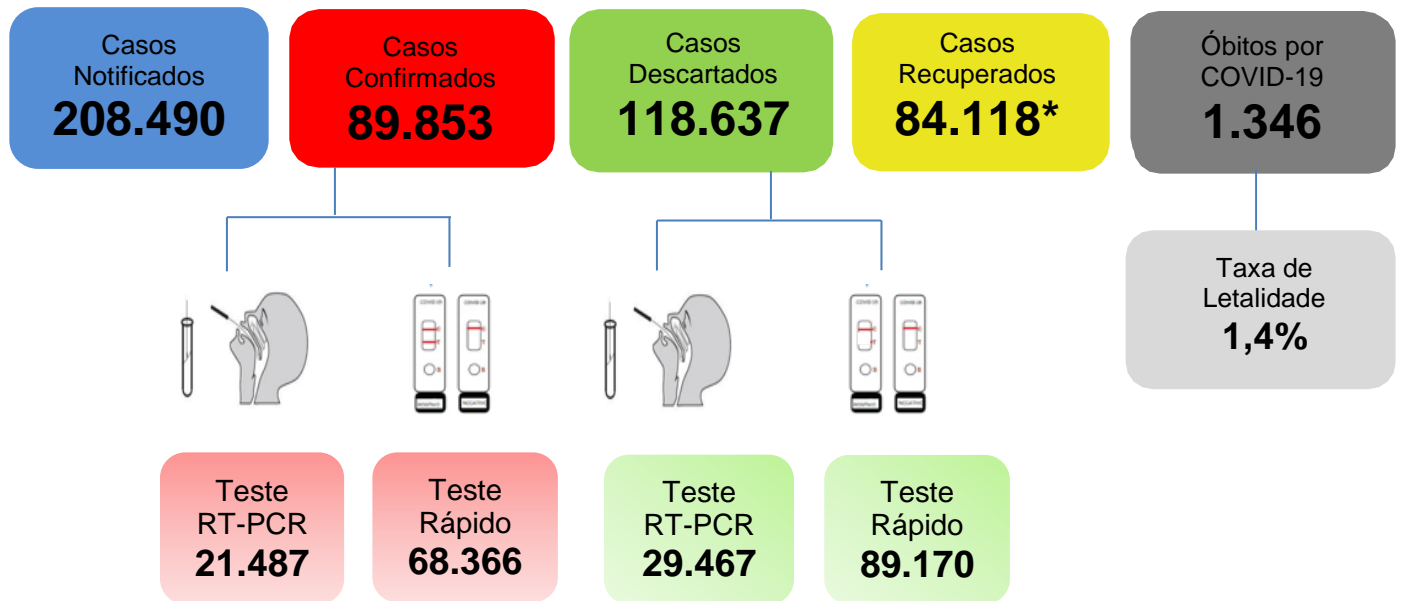 Casos
Notificados
208.490
Casos
Confirmados
89.853
Casos
Descartados
118.637
Casos
Recuperados
84.118*
Óbitos por
COVID-19
1.346
Taxa de
Letalidade
1,4%
COVID-19
C
T
S
Teste
RT-PCR
21.487
Teste
Rápido
68.366
Teste
RT-PCR
29.467
Teste
Rápido
89.170